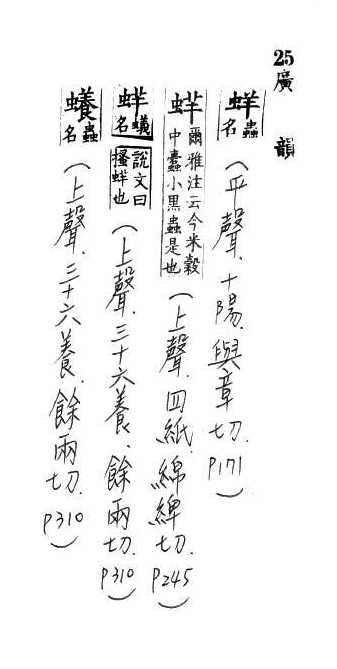 25廣韻
蛘 蟲名 (平聲.十陽.與章切.P171)
蝆 爾雅注云今米穀中蠹小黑蟲是也 (上聲.四紙.綿綼切.P245)
蛘 蟻名 說文曰搔蛘也 (上聲.三十六養.餘兩切.P310)
𧓲 蟲名 (上聲.三十六養.餘兩切.P310)